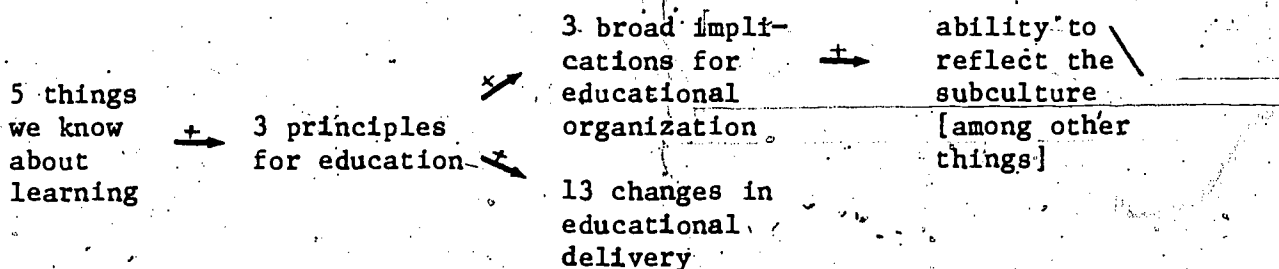 5 things
we know
about
learning
+
3 principles
for education
+
3 broad impli-
cations for
educational
organization
+
13 changes in
educational
delivery
+
ability to
reflect the
subculture
[among other
things]